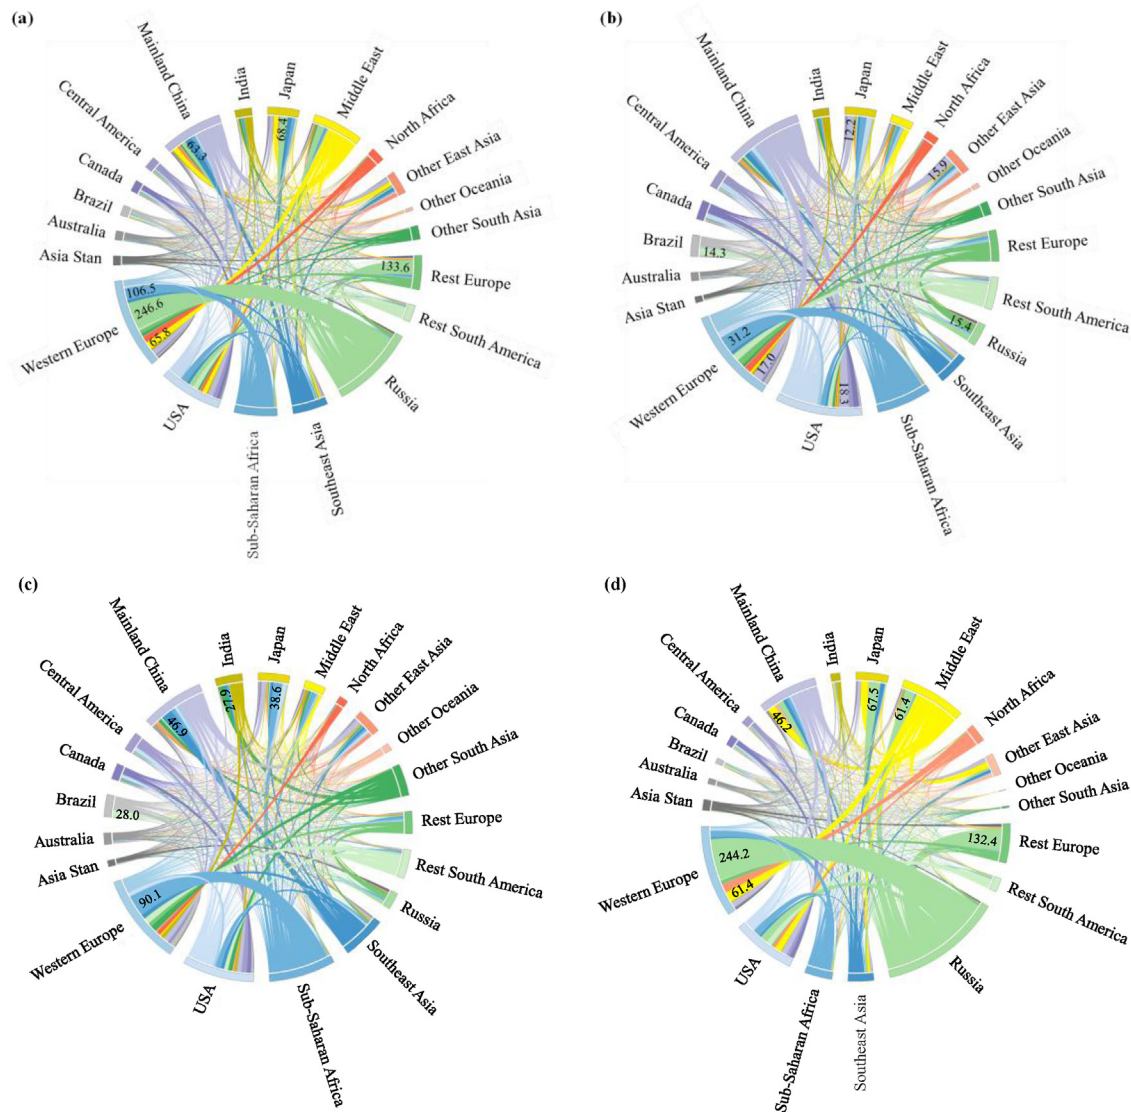 (a)
Mainland China
India
Japan
Middle East
North Africa
Other East Asia
Other Oceania
Other South Asia
Rest Europe
Rest South America
Russia
Southeast Asia
Sub-Saharan Africa
USA
Western Europe
Asia Stan
Australia
Brazil
Canada
Central America
63.3
68.4
133.6
106.5
246.6
65.8
(b)
Mainland China
India
Japan
Middle East
North Africa
Other East Asia
Other Oceania
Other South Asia
Rest Europe
Rest South America
Russia
Southeast Asia
Sub-Saharan Africa
USA
Western Europe
Asia Stan
Australia
Brazil
Canada
Central America
12.2
15.9
14.3
15.4
31.2
17.0
18.3
(c)
Mainland China
India
Japan
Middle East
North Africa
Other East Asia
Other Oceania
Other South Asia
Rest Europe
Rest South America
Russia
Southeast Asia
Sub-Saharan Africa
USA
Western Europe
Asia Stan
Australia
Brazil
Canada
Central America
46.9
27.9
38.6
28.0
90.1
(d)
Mainland China
India
Japan
Middle East
North Africa
Other East Asia
Other Oceania
Other South Asia
Rest Europe
Rest South America
Russia
Southeast Asia
Sub-Saharan Africa
USA
Western Europe
Asia Stan
Australia
Brazil
Canada
Central America
46.2
67.5
61.4
132.4
244.2
61.4